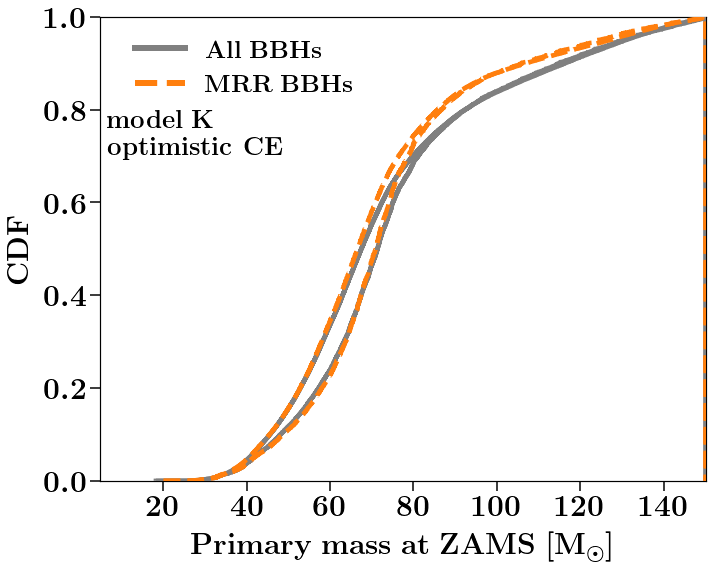 All BBHs
MRR BBHs
model K
optimistic CE
CDF
1.0
0.8
0.6
0.4
0.2
0.0
20 40 60 80 100 120 140
Primary mass at ZAMS [M⊙]